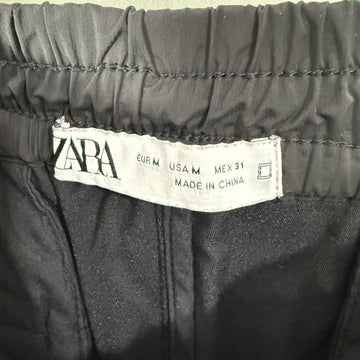 ZARA
EUR M USA M MEX 31
MADE IN CHINA